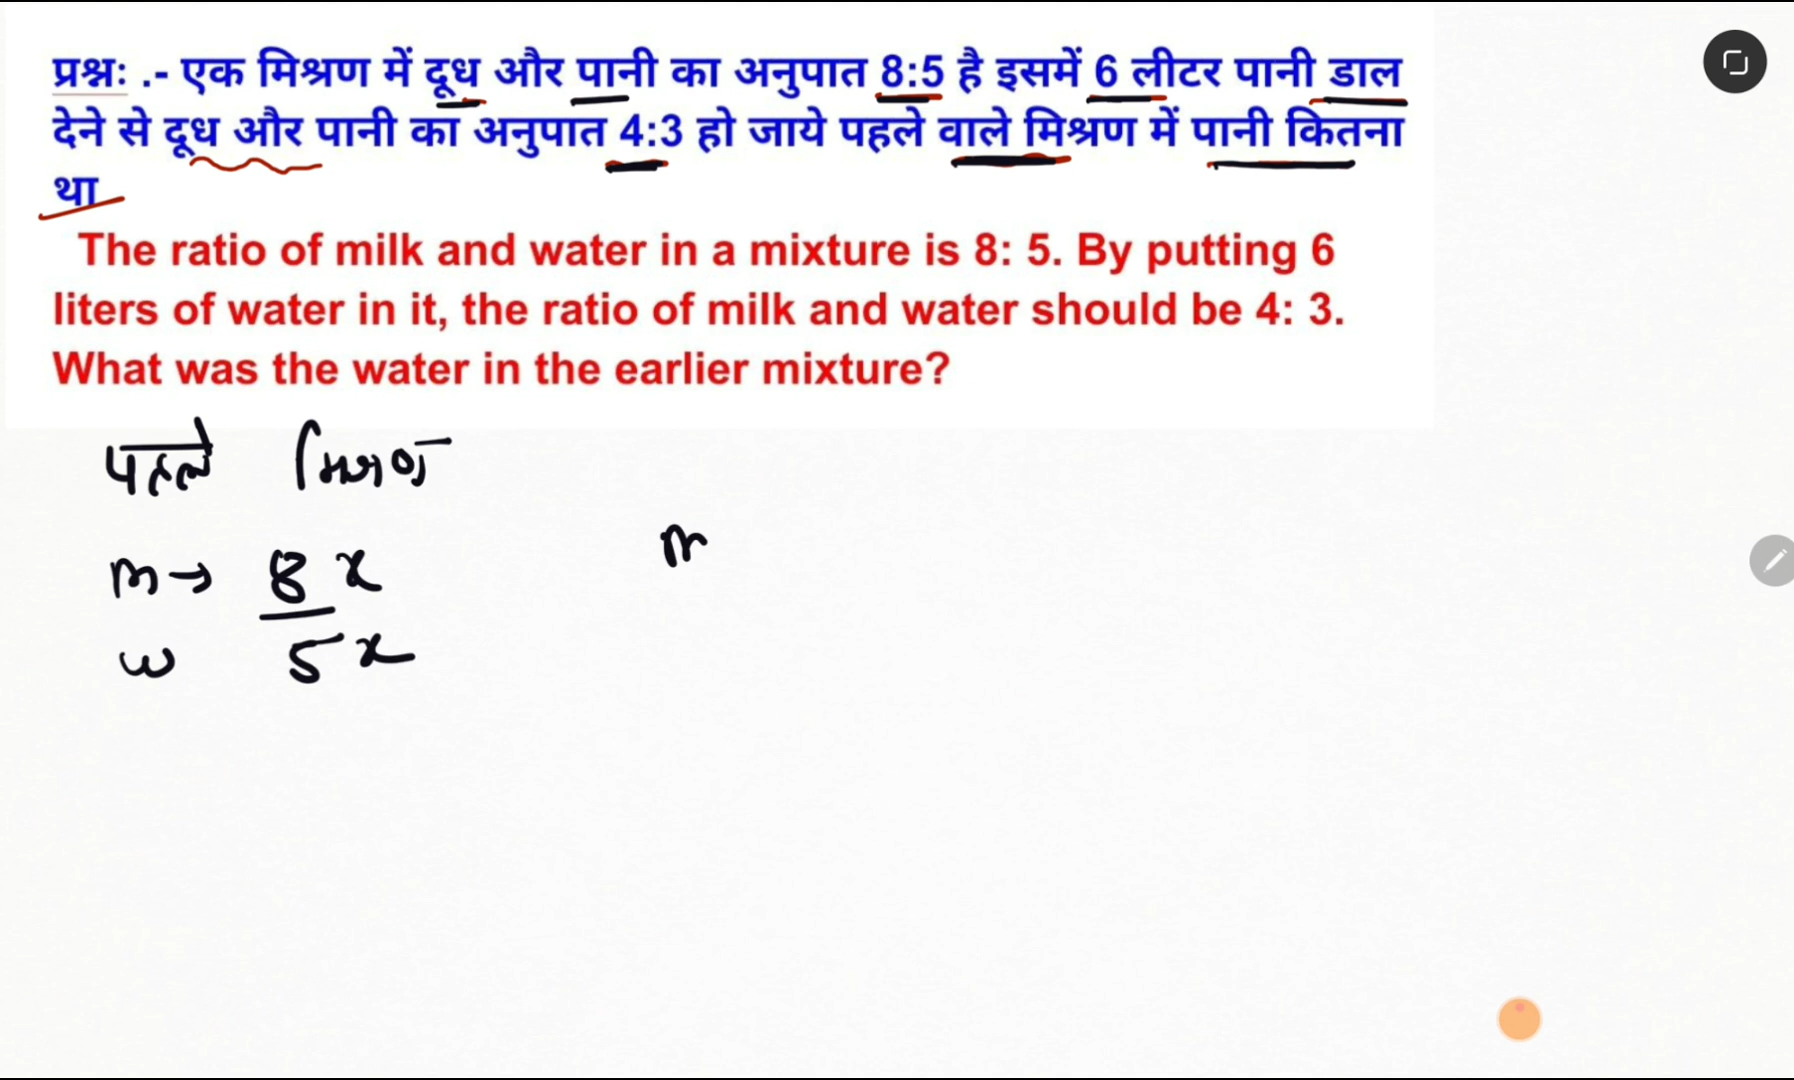 प्रश्नः .- एक मिश्रण में दूध और पानी का अनुपात 8:5 है इसमें 6 लीटर पानी डाल
देने से दूध और पानी का अनुपात 4:3 हो जाये पहले वाले मिश्रण में पानी कितना
था
The ratio of milk and water in a mixture is 8: 5. By putting 6
liters of water in it, the ratio of milk and water should be 4: 3.
What was the water in the earlier mixture?
पहले मिश्रण
m → 8x
m
w 5x